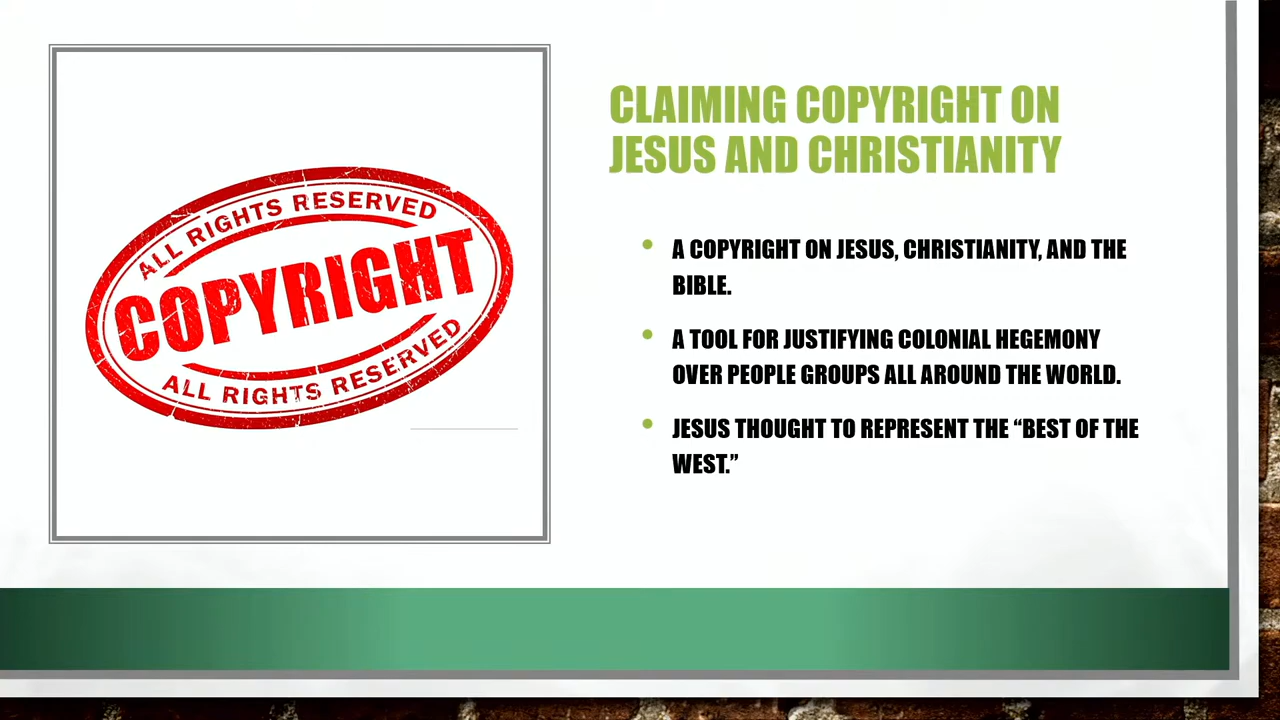 ALL RIGHTS RESERVED
COPYRIGHT
ALL RIGHTS RESERVED
CLAIMING COPYRIGHT ON
JESUS AND CHRISTIANITY
• A COPYRIGHT ON JESUS, CHRISTIANITY, AND THE
BIBLE.
• A TOOL FOR JUSTIFYING COLONIAL HEGEMONY
OVER PEOPLE GROUPS ALL AROUND THE WORLD.
• JESUS THOUGHT TO REPRESENT THE “BEST OF THE
WEST.”